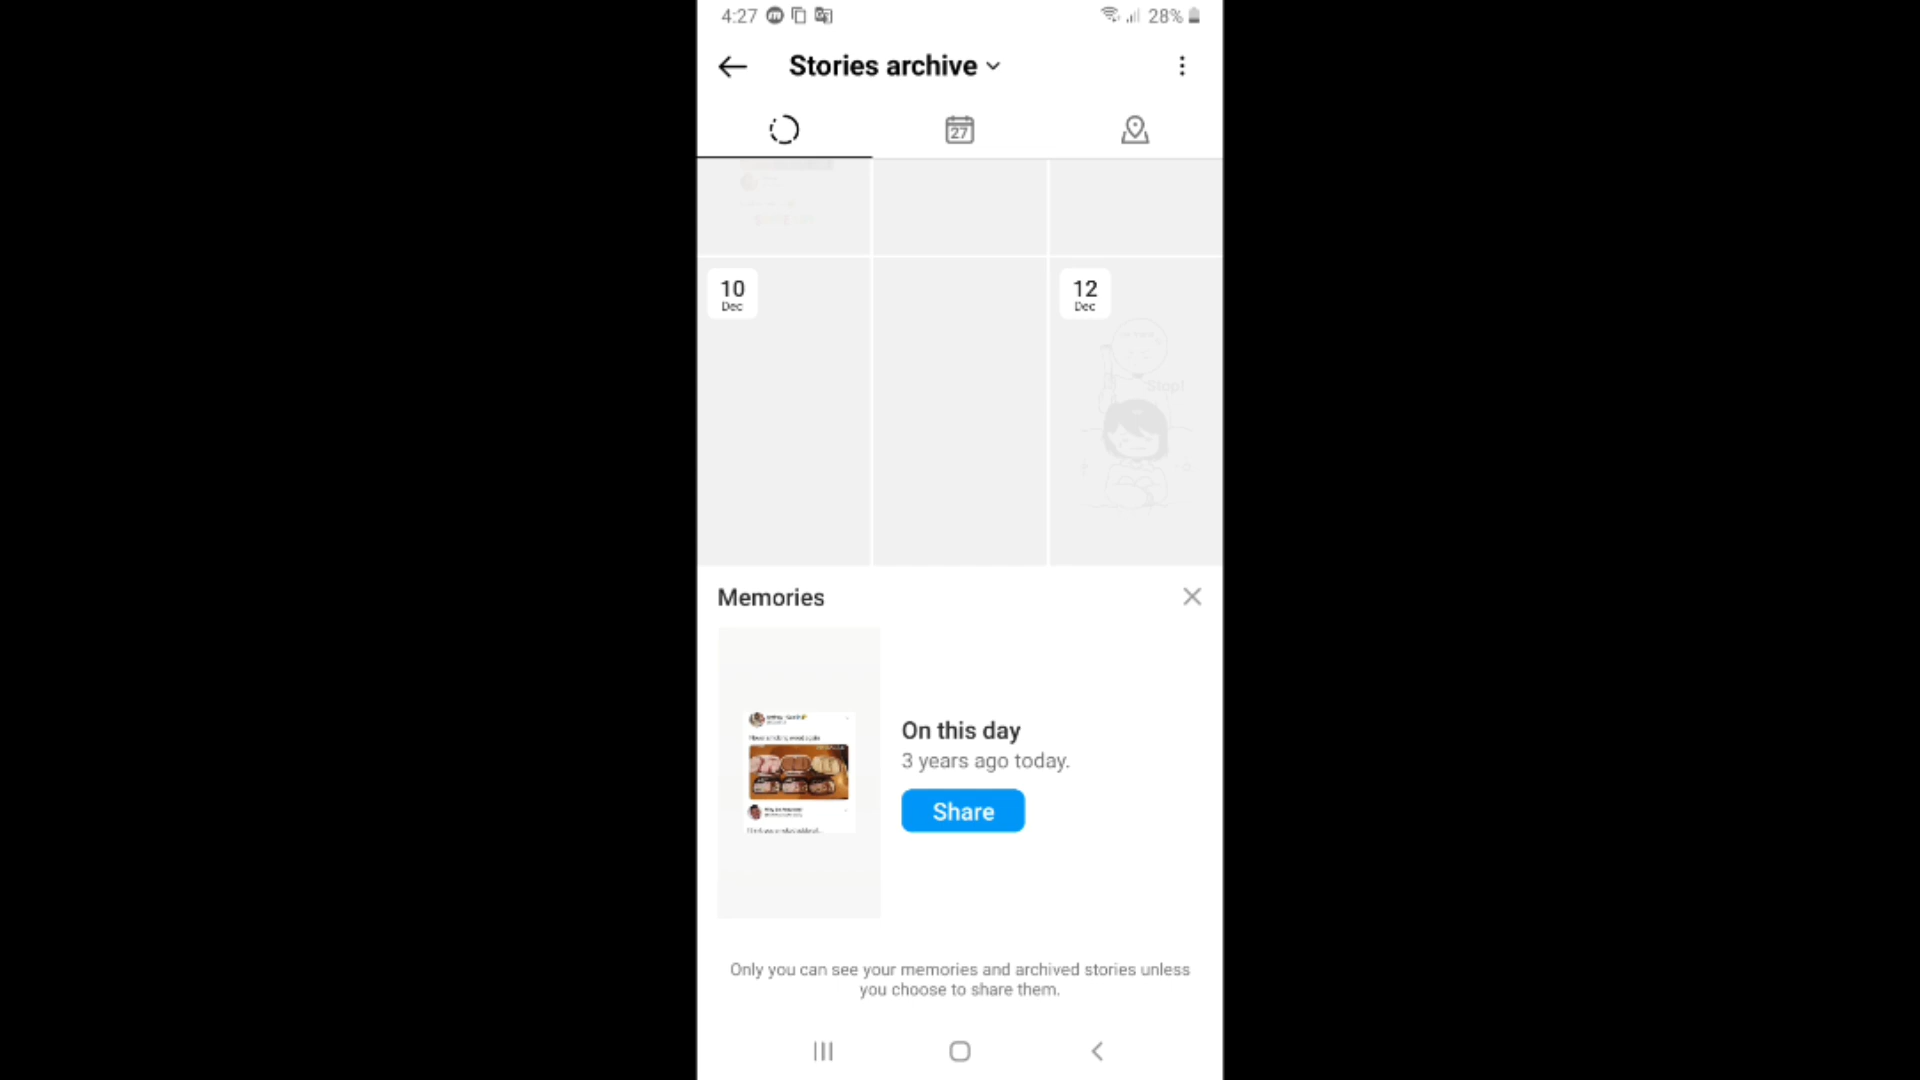 4:27
28%
Stories archive
27
10
Dec
12
Dec
Stop!
Memories
On this day
3 years ago today.
Share
Only you can see your memories and archived stories unless
you choose to share them.